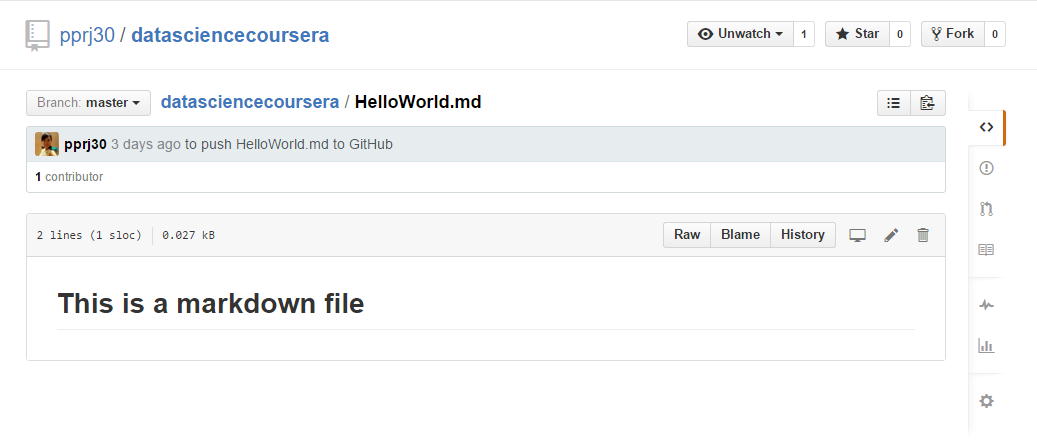 pprj30 / datasciencecoursera
Unwatch 1 Star 0 Fork 0
Branch: master datasciencecoursera / HelloWorld.md
pprj30 3 days ago to push HelloWorld.md to GitHub
1 contributor
2 lines (1 sloc) 0.027 kB Raw Blame History
This is a markdown file